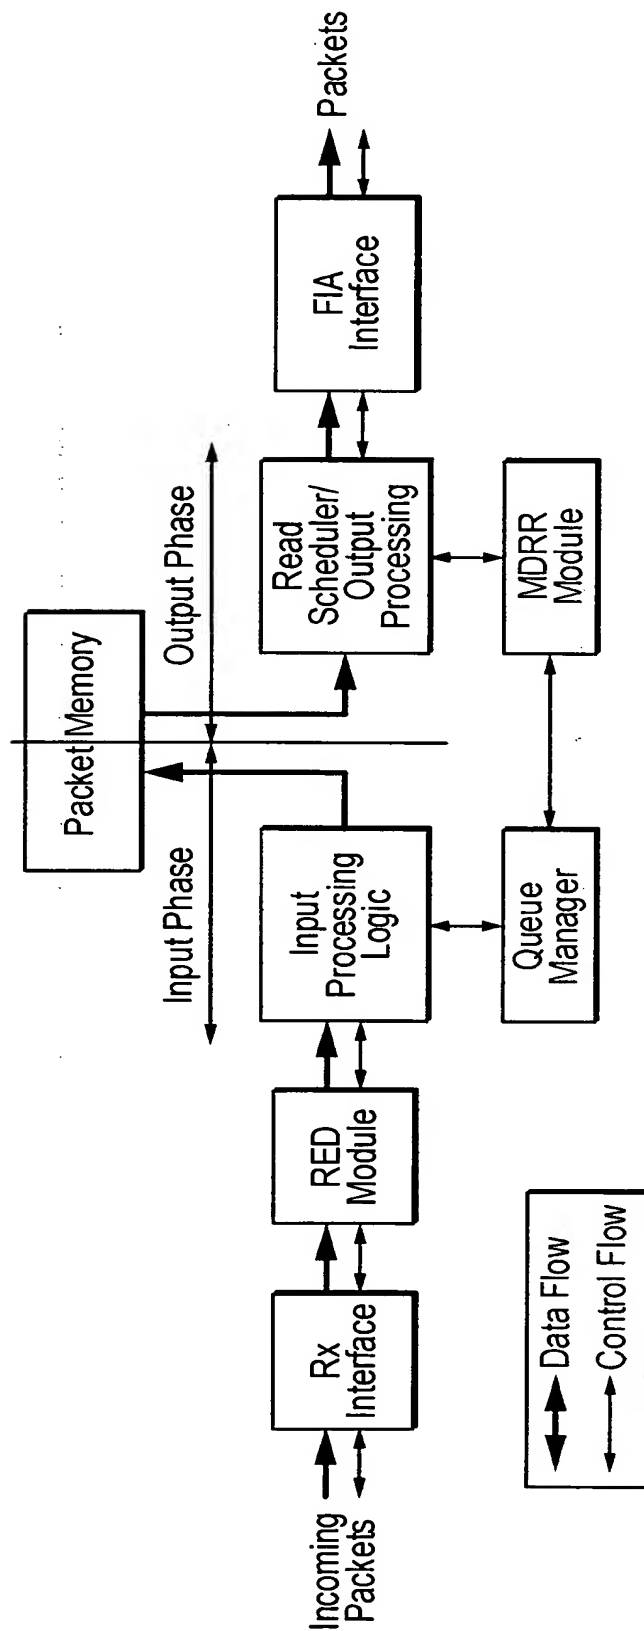 Packet Memory
Input Phase
Output Phase
Incoming
Packets
Rx
Interface
RED
Module
Input
Processing
Logic
Read
Scheduler/
Output
Processing
FIA
Interface
Packets
Queue
Manager
MDRR
Module
Data Flow
Control Flow